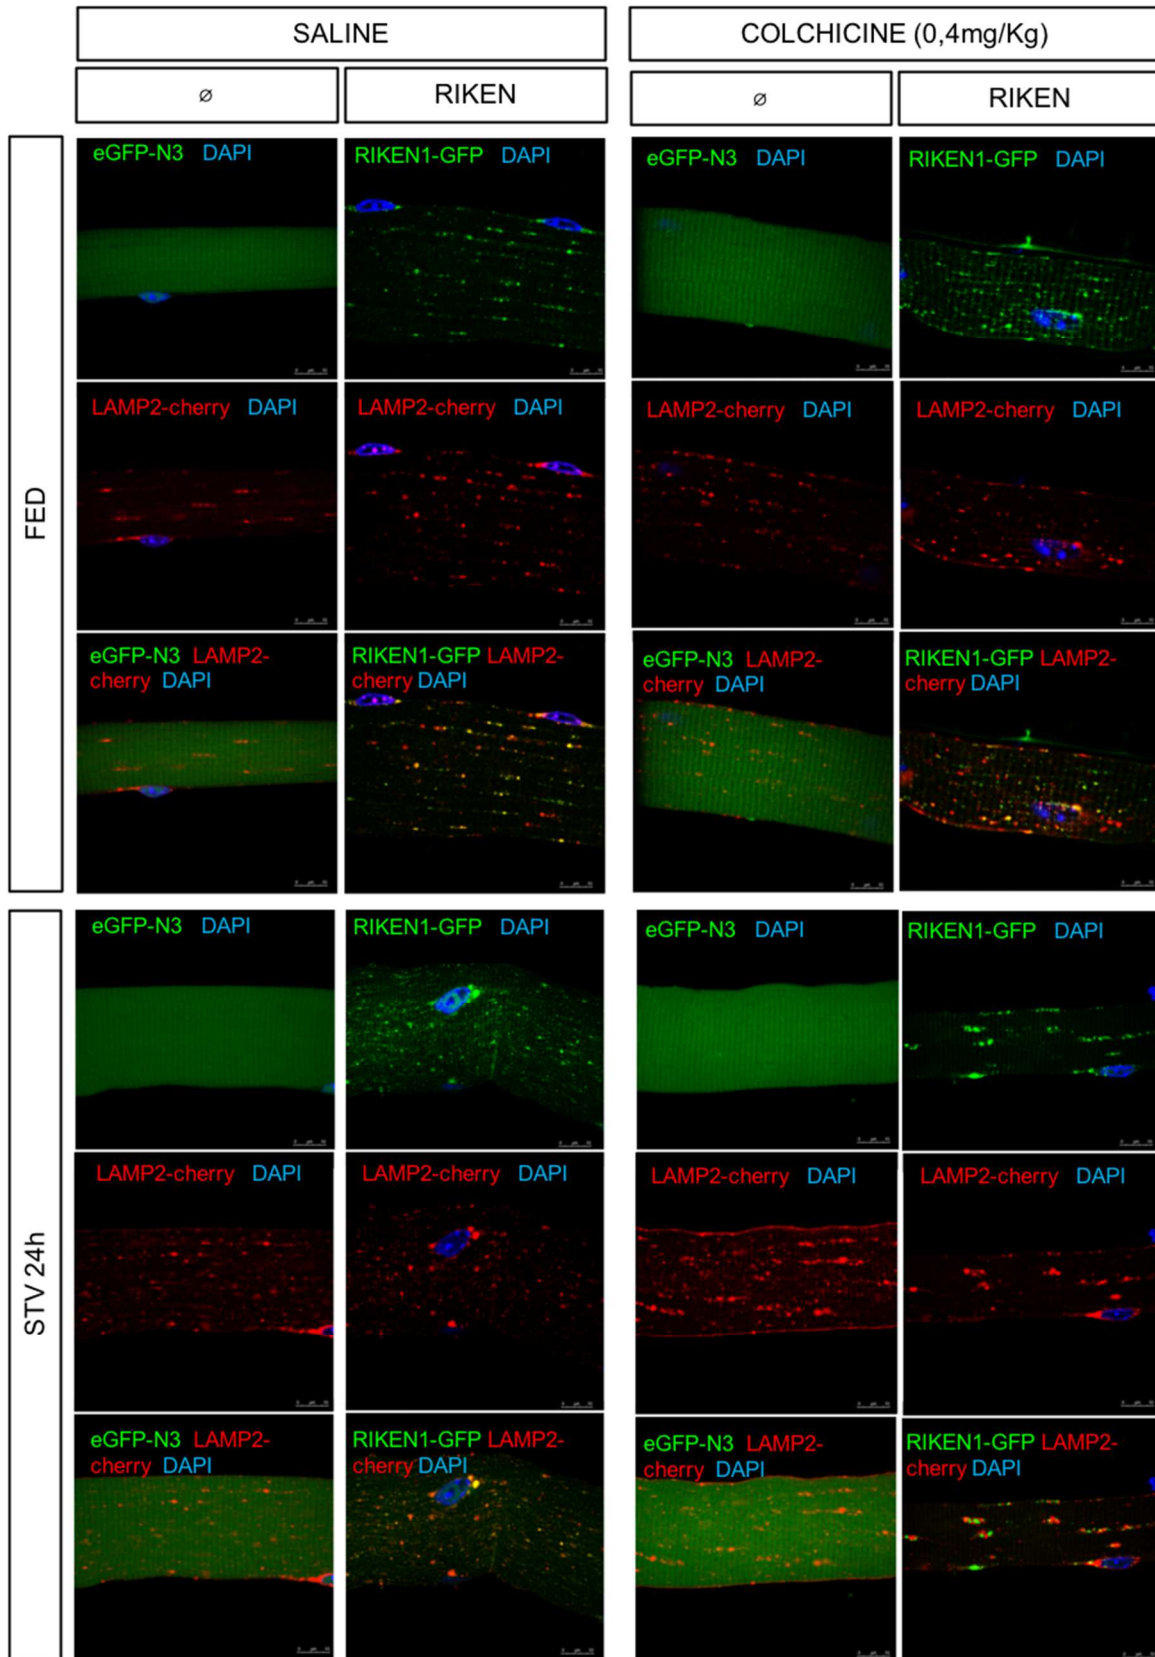 SALINE
COLCHICINE (0,4mg/Kg)
ø
RIKEN
ø
RIKEN
FED
eGFP-N3 DAPI
RIKEN1-GFP DAPI
eGFP-N3 DAPI
RIKEN1-GFP DAPI
LAMP2-cherry DAPI
LAMP2-cherry DAPI
LAMP2-cherry DAPI
LAMP2-cherry DAPI
eGFP-N3 LAMP2-
cherry DAPI
RIKEN1-GFP LAMP2-
cherry DAPI
eGFP-N3 LAMP2-
cherry DAPI
RIKEN1-GFP LAMP2-
cherry DAPI
STV 24h
eGFP-N3 DAPI
RIKEN1-GFP DAPI
eGFP-N3 DAPI
RIKEN1-GFP DAPI
LAMP2-cherry DAPI
LAMP2-cherry DAPI
LAMP2-cherry DAPI
LAMP2-cherry DAPI
eGFP-N3 LAMP2-
cherry DAPI
RIKEN1-GFP LAMP2-
cherry DAPI
eGFP-N3 LAMP2-
cherry DAPI
RIKEN1-GFP LAMP2-
cherry DAPI